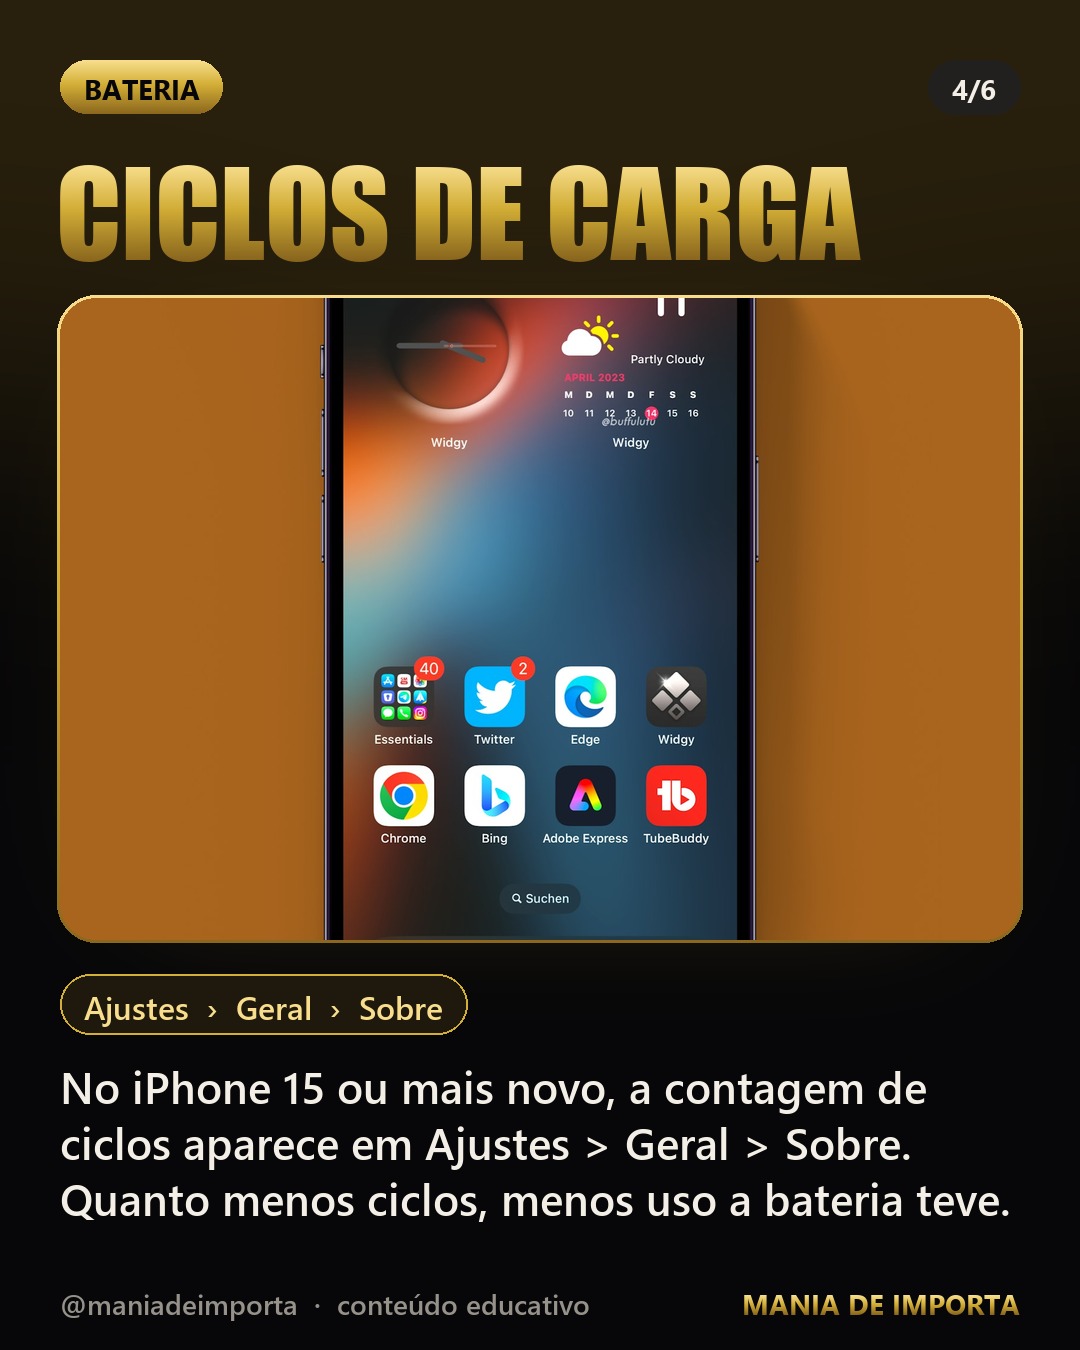 BATERIA
4/6
CICLOS DE CARGA
Partly Cloudy
APRIL 2023
M D M D F S S
10 11 12 13 14 15 16
@buffulutu
Widgy
Widgy
40
2
Essentials
Twitter
Edge
Widgy
Chrome
Bing
Adobe Express
TubeBuddy
Suchen
Ajustes › Geral › Sobre
No iPhone 15 ou mais novo, a contagem de
ciclos aparece em Ajustes > Geral > Sobre.
Quanto menos ciclos, menos uso a bateria teve.
@maniadeimporta · conteúdo educativo
MANIA DE IMPORTA